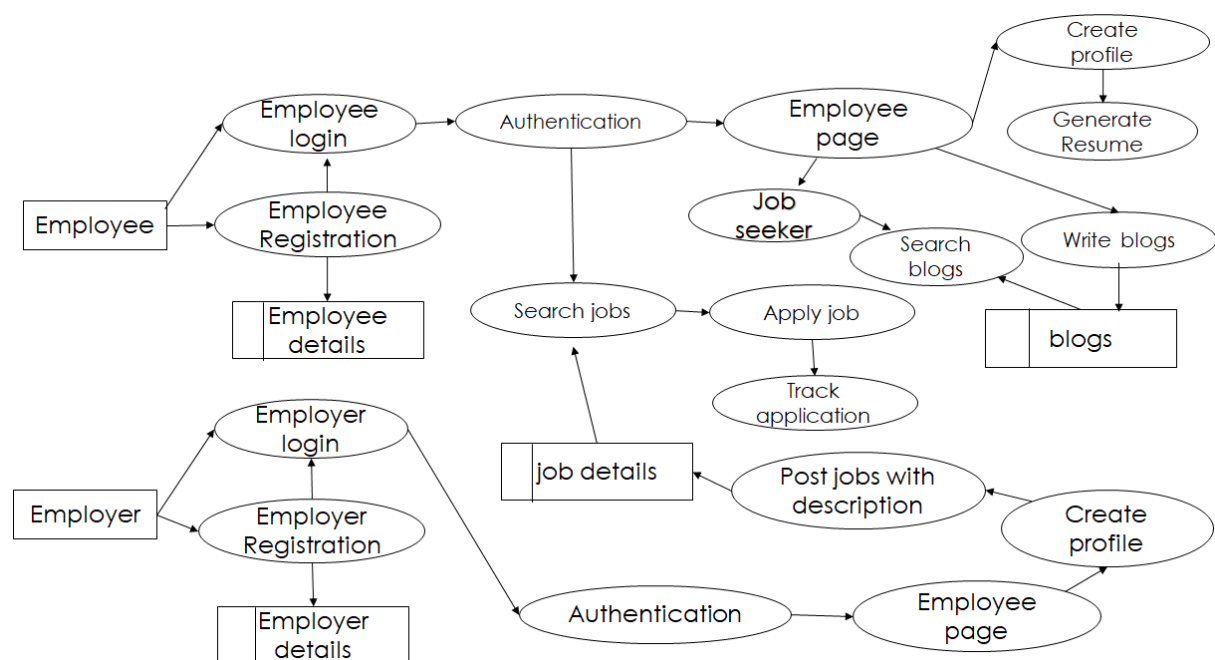 Create
profile
Employee
login
Authentication
Employee
page
Generate
Resume
Employee
Employee
Registration
Job
seeker
Search
blogs
Write blogs
Employee
details
Search jobs
Apply job
blogs
Track
application
Employer
login
job details
Post jobs with
description
Employer
Employer
Registration
Create
profile
Authentication
Employee
page
Employer
details